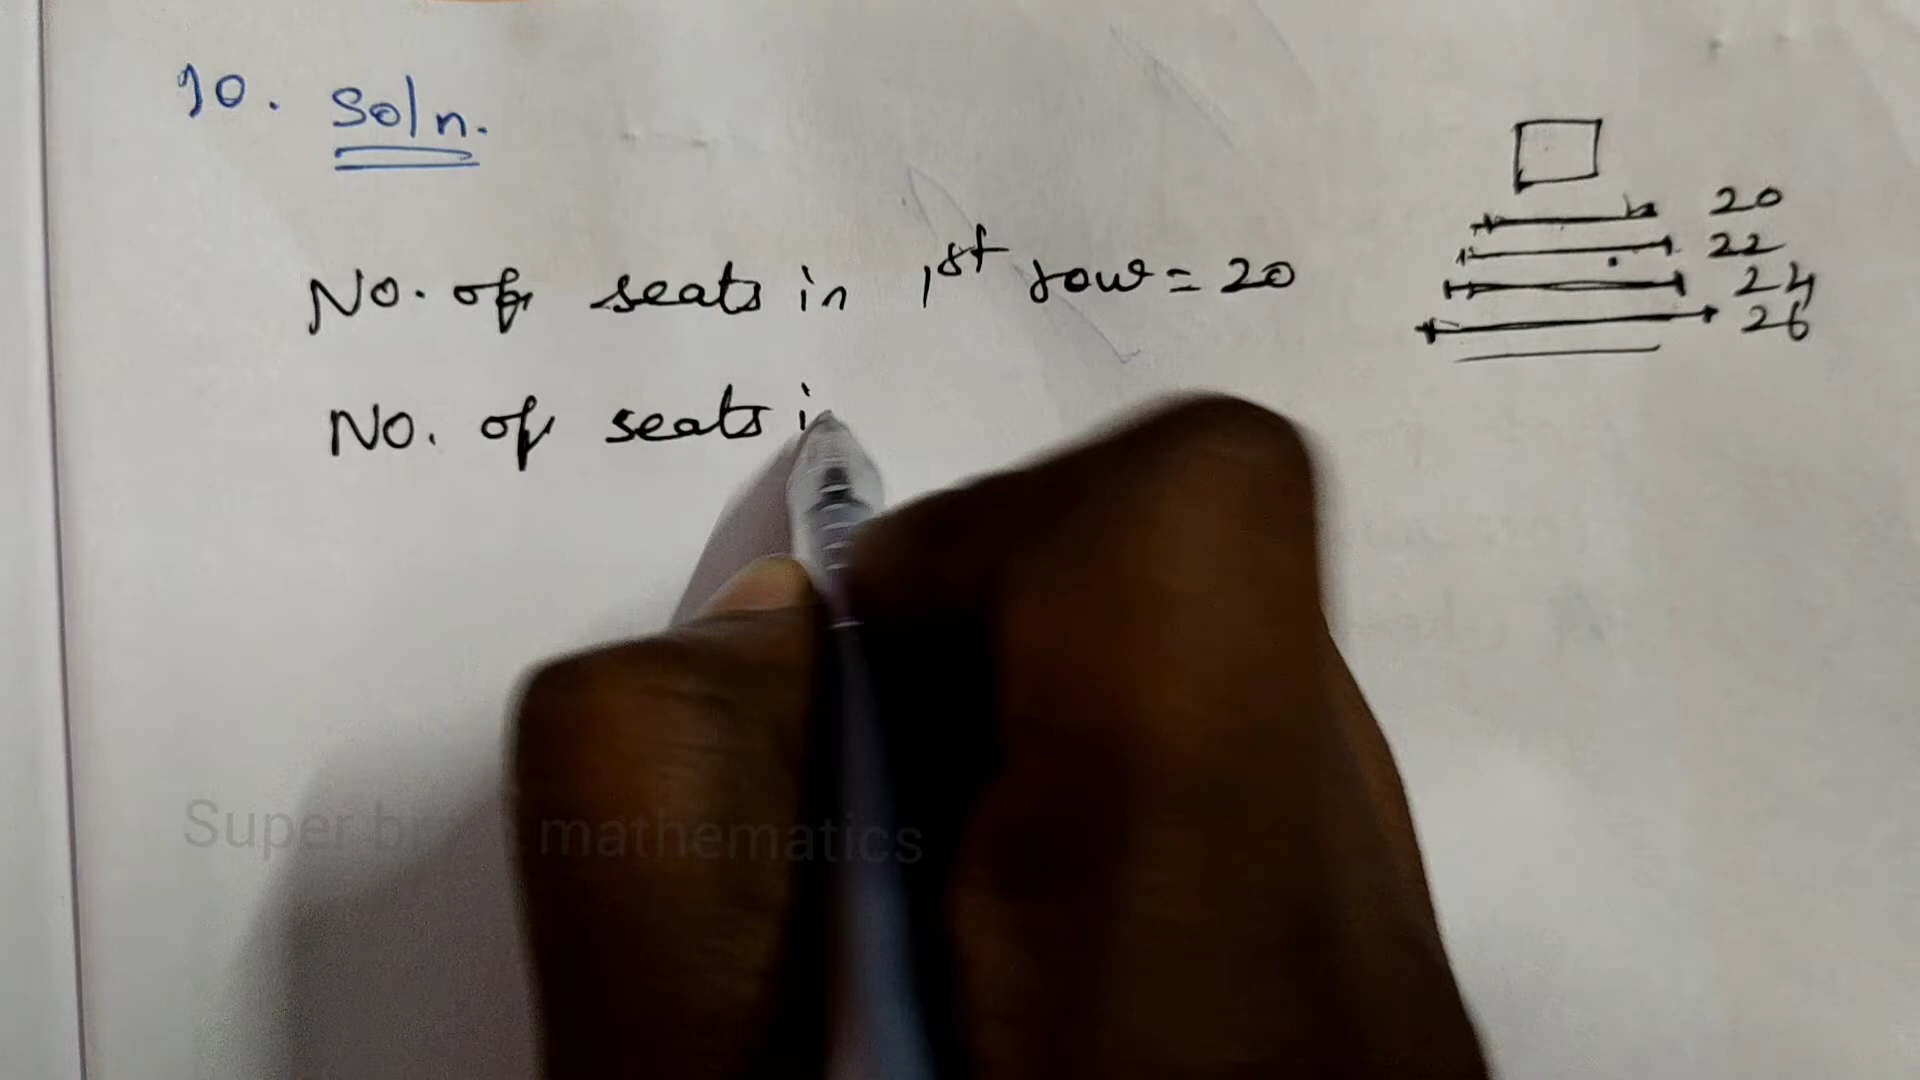 10. Soln.
No. of seats in 1st row = 20
No. of seats i
20
22
24
26
Super mathematics